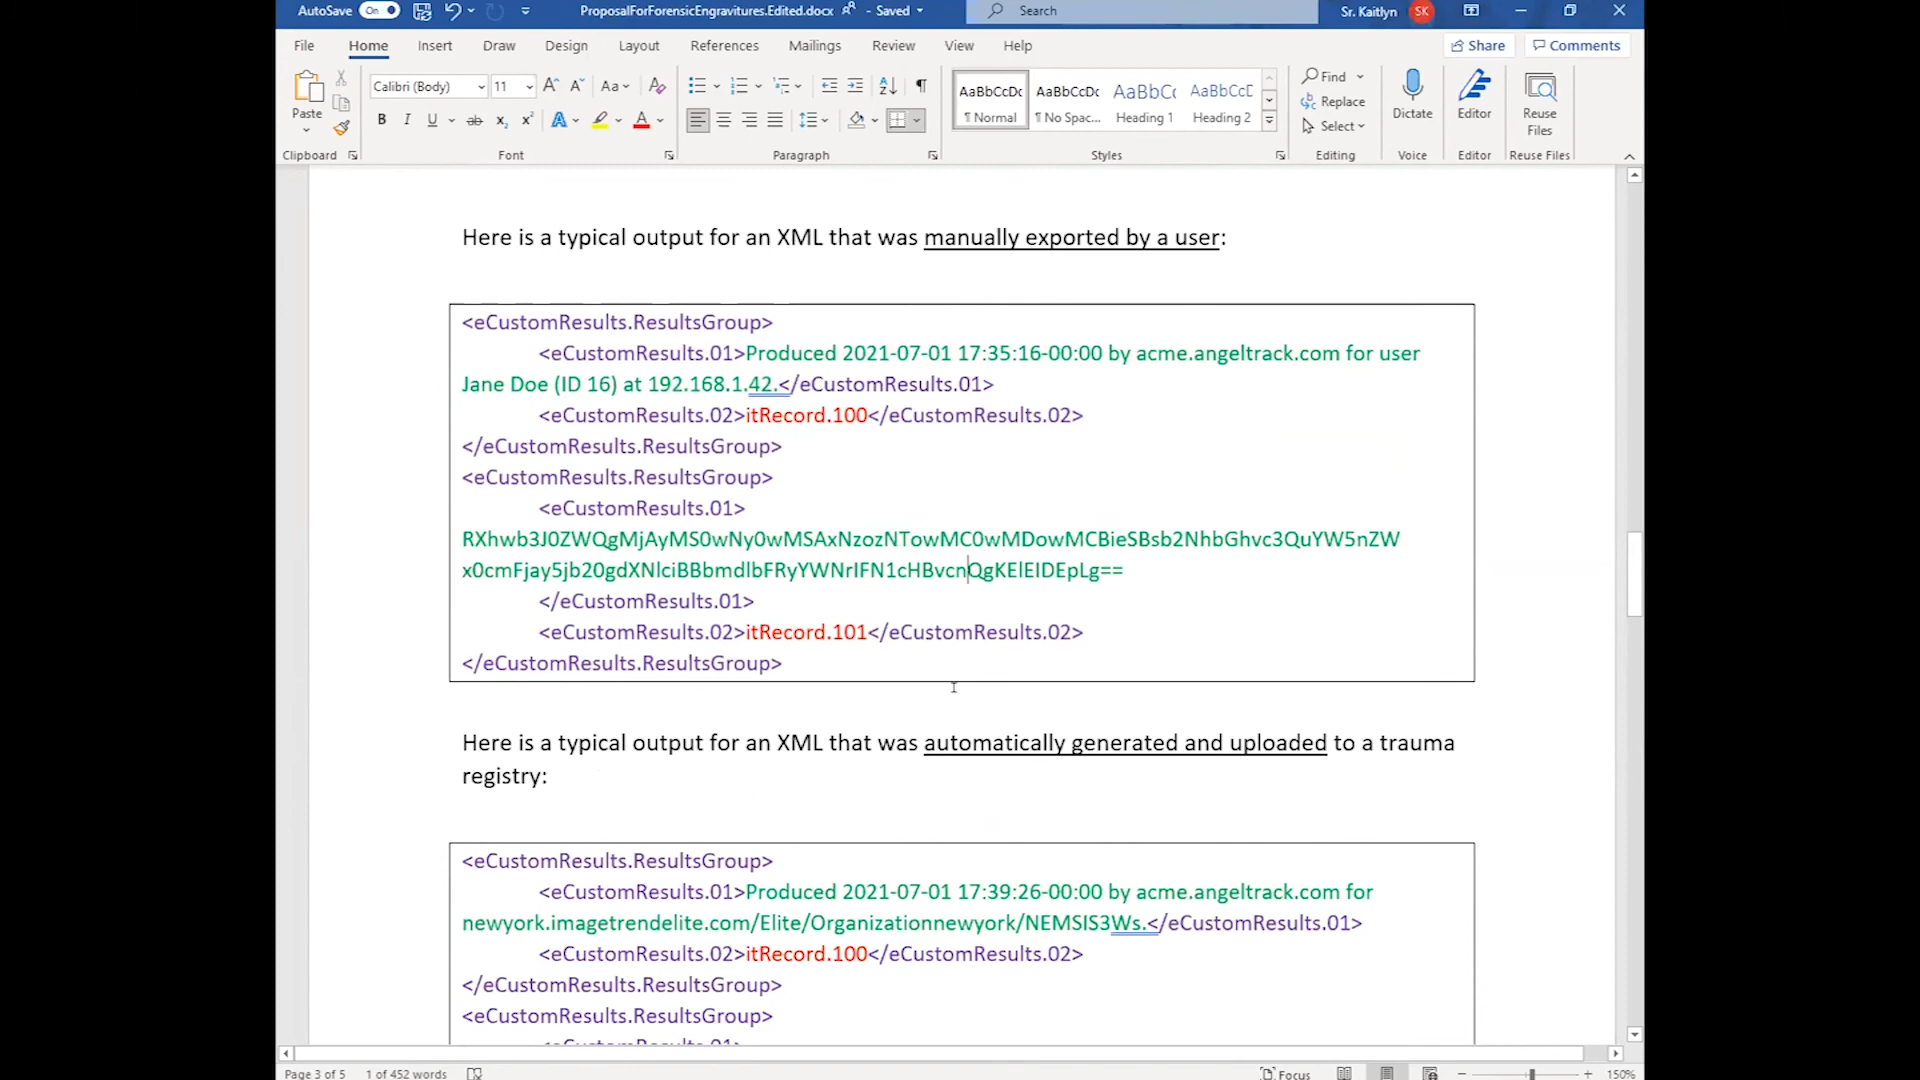 AutoSave On ProposalForForensicEngravitures.Edited.docx - Saved Search Sr. Kaitlyn SK
File Home Insert Draw Design Layout References Mailings Review View Help Share Comments
Calibri (Body) 11 Aa AaBbCcDc AaBbCcDc AaBbCc AaBbCcE Find
Paste Replace Dictate Editor Reuse Files
B I U ab x₂ x² A A ¶ Normal ¶ No Spac... Heading 1 Heading 2 Select
Clipboard Font Paragraph Styles Editing Voice Editor Reuse Files
Here is a typical output for an XML that was manually exported by a user:
<eCustomResults.ResultsGroup>
<eCustomResults.01>Produced 2021-07-01 17:35:16-00:00 by acme.angeltrack.com for user
Jane Doe (ID 16) at 192.168.1.42.</eCustomResults.01>
<eCustomResults.02>itRecord.100</eCustomResults.02>
</eCustomResults.ResultsGroup>
<eCustomResults.ResultsGroup>
<eCustomResults.01>
RXhwb3J0ZWQgMjAyMS0wNy0wMSAxNzozNTowMC0wMDowMCBieSBsb2NhbGhvc3QuYW5nZW
x0cmFjay5jb20gdXNlciBBbmdlbFRyYWNrIFN1cHBvcnQgKElEIDEpLg==
</eCustomResults.01>
<eCustomResults.02>itRecord.101</eCustomResults.02>
</eCustomResults.ResultsGroup>
Here is a typical output for an XML that was automatically generated and uploaded to a trauma
registry:
<eCustomResults.ResultsGroup>
<eCustomResults.01>Produced 2021-07-01 17:39:26-00:00 by acme.angeltrack.com for
newyork.imagetrendelite.com/Elite/Organizationnewyork/NEMSIS3Ws.</eCustomResults.01>
<eCustomResults.02>itRecord.100</eCustomResults.02>
</eCustomResults.ResultsGroup>
<eCustomResults.ResultsGroup>
<eCustomResults.01>
Page 3 of 5 1 of 452 words Focus 150%